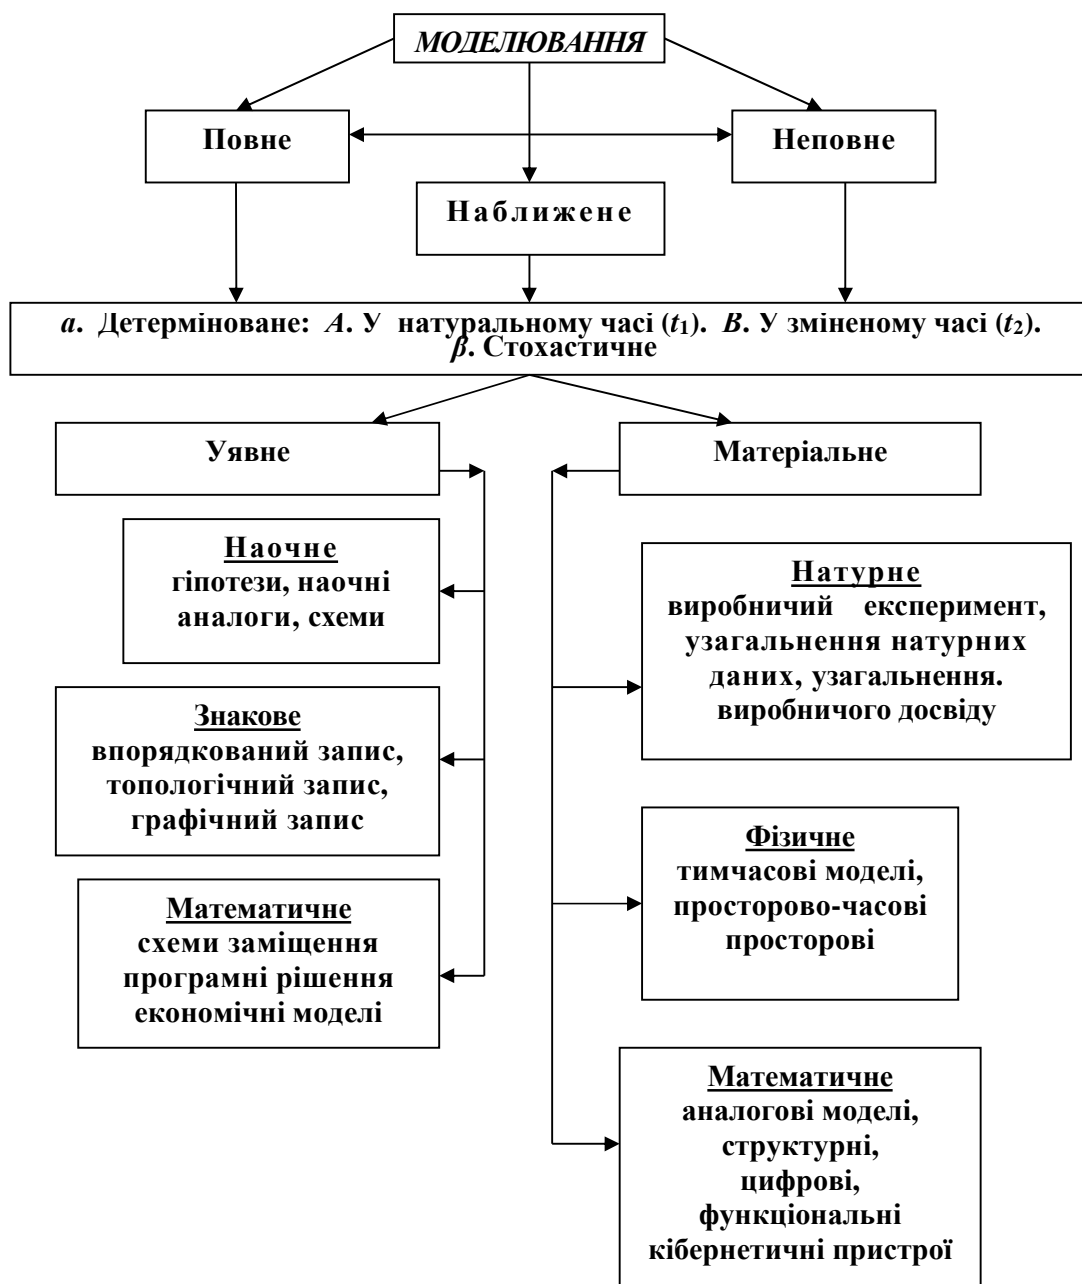 МОДЕЛЮВАННЯ
Повне
Неповне
Наближене
а. Детерміноване: А. У натуральному часі (t1). В. У зміненому часі (t2).
β. Стохастичне
Уявне
Матеріальне
Наочне
гіпотези, наочні
аналоги, схеми
Знакове
впорядкований запис,
топологічний запис,
графічний запис
Математичне
схеми заміщення
програмні рішення
економічні моделі
Натурне
виробничий експеримент,
узагальнення натурних
даних, узагальнення.
виробничого досвіду
Фізичне
тимчасові моделі,
просторово-часові
просторові
Математичне
аналогові моделі,
структурні,
цифрові,
функціональні
кібернетичні пристрої